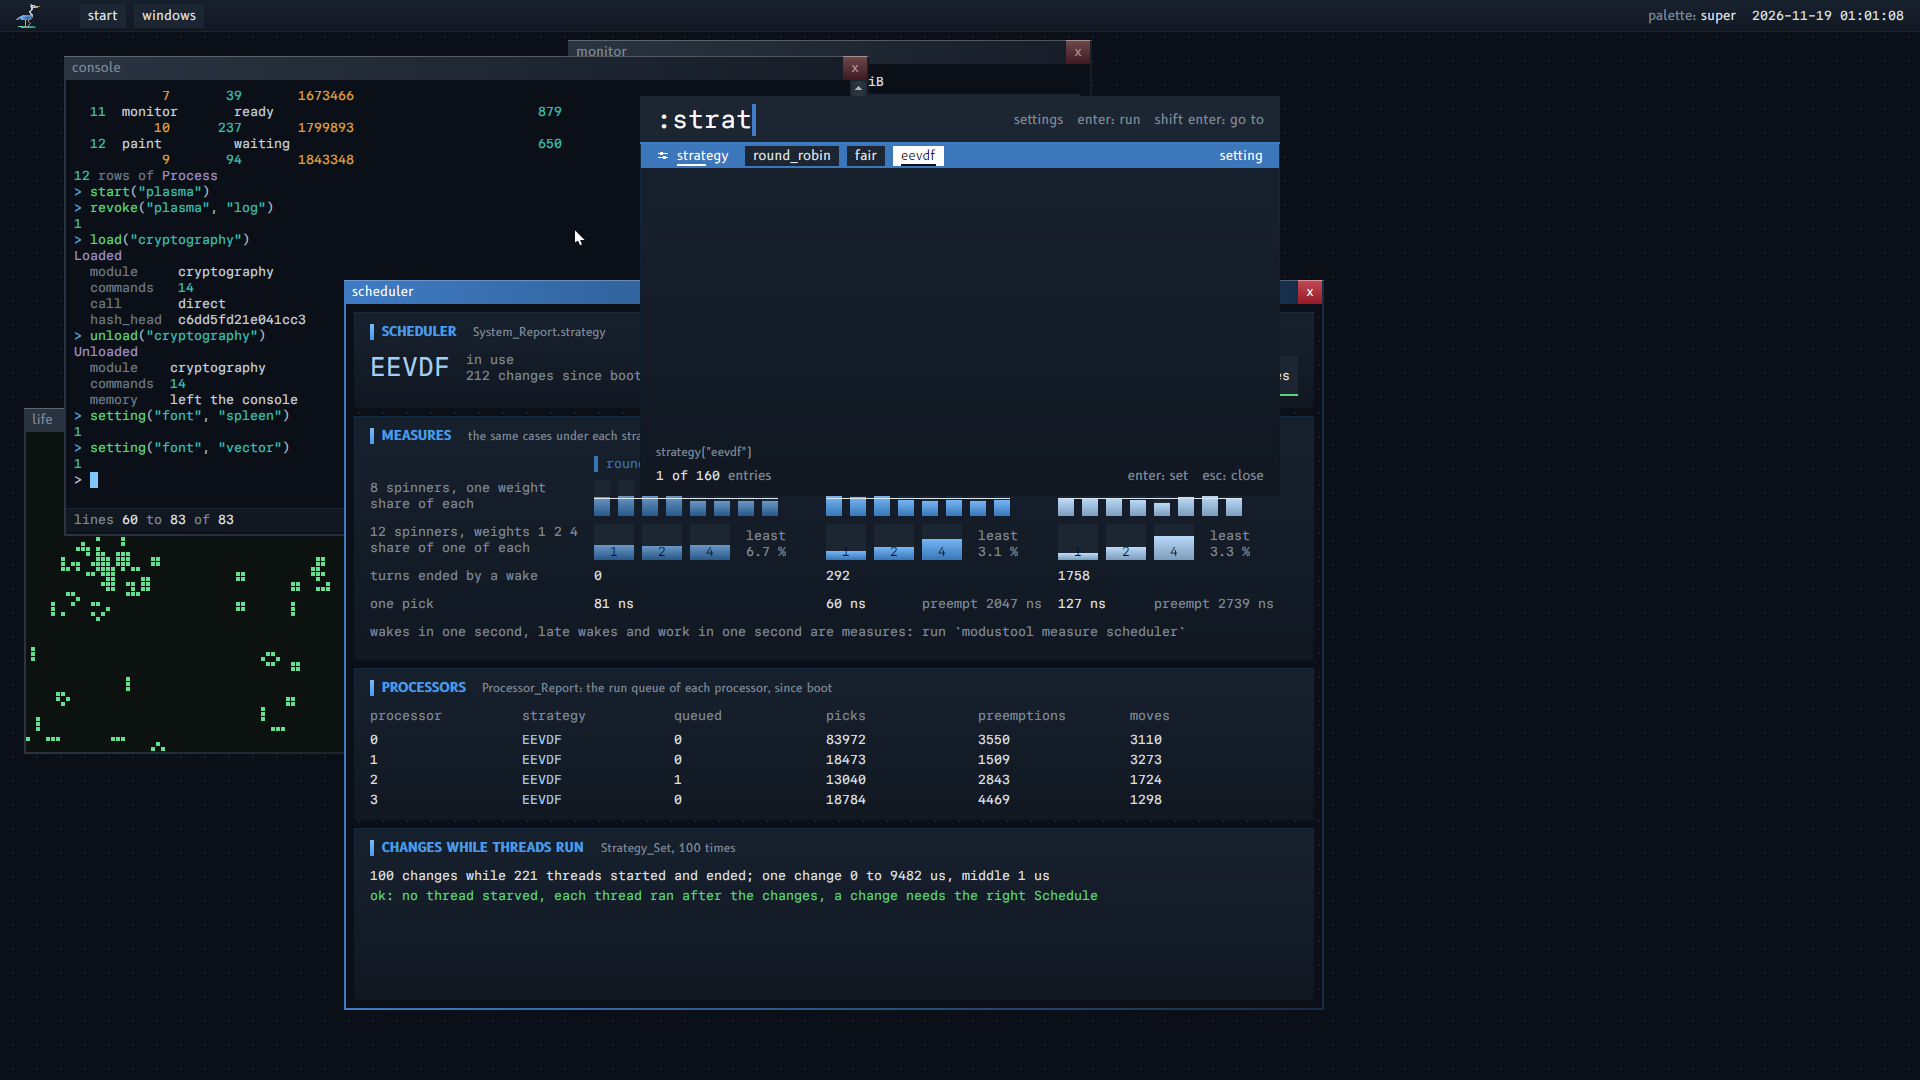 start windows palette: super 2026-11-19 01:01:08
monitor x
iB
console x
7 39 1673466
11 monitor ready 879
10 237 1799893
12 paint waiting 650
9 94 1843348
12 rows of Process
> start("plasma")
> revoke("plasma", "log")
1
> load("cryptography")
Loaded
module cryptography
commands 14
call direct
hash_head c6dd5fd21e041cc3
> unload("cryptography")
Unloaded
module cryptography
commands 14
memory left the console
> setting("font", "spleen")
1
> setting("font", "vector")
1
>
lines 60 to 83 of 83
life
:strat settings enter: run shift enter: go to
strategy round_robin fair eevdf setting
strategy["eevdf"]
1 of 160 entries enter: set esc: close
scheduler x
SCHEDULER System_Report.strategy
EEVDF in use
212 changes since boot
MEASURES the same cases under each stra
roun
8 spinners, one weight
share of each
12 spinners, weights 1 2 4
share of one of each
1 2 4 least 6.7 %
1 2 4 least 3.1 %
1 2 4 least 3.3 %
turns ended by a wake 0 292 1758
one pick 81 ns 60 ns preempt 2047 ns 127 ns preempt 2739 ns
wakes in one second, late wakes and work in one second are measures: run `modustool measure scheduler`
PROCESSORS Processor_Report: the run queue of each processor, since boot
processor strategy queued picks preemptions moves
0 EEVDF 0 83972 3550 3110
1 EEVDF 0 18473 1509 3273
2 EEVDF 1 13040 2843 1724
3 EEVDF 0 18784 4469 1298
CHANGES WHILE THREADS RUN Strategy_Set, 100 times
100 changes while 221 threads started and ended; one change 0 to 9482 us, middle 1 us
ok: no thread starved, each thread ran after the changes, a change needs the right Schedule